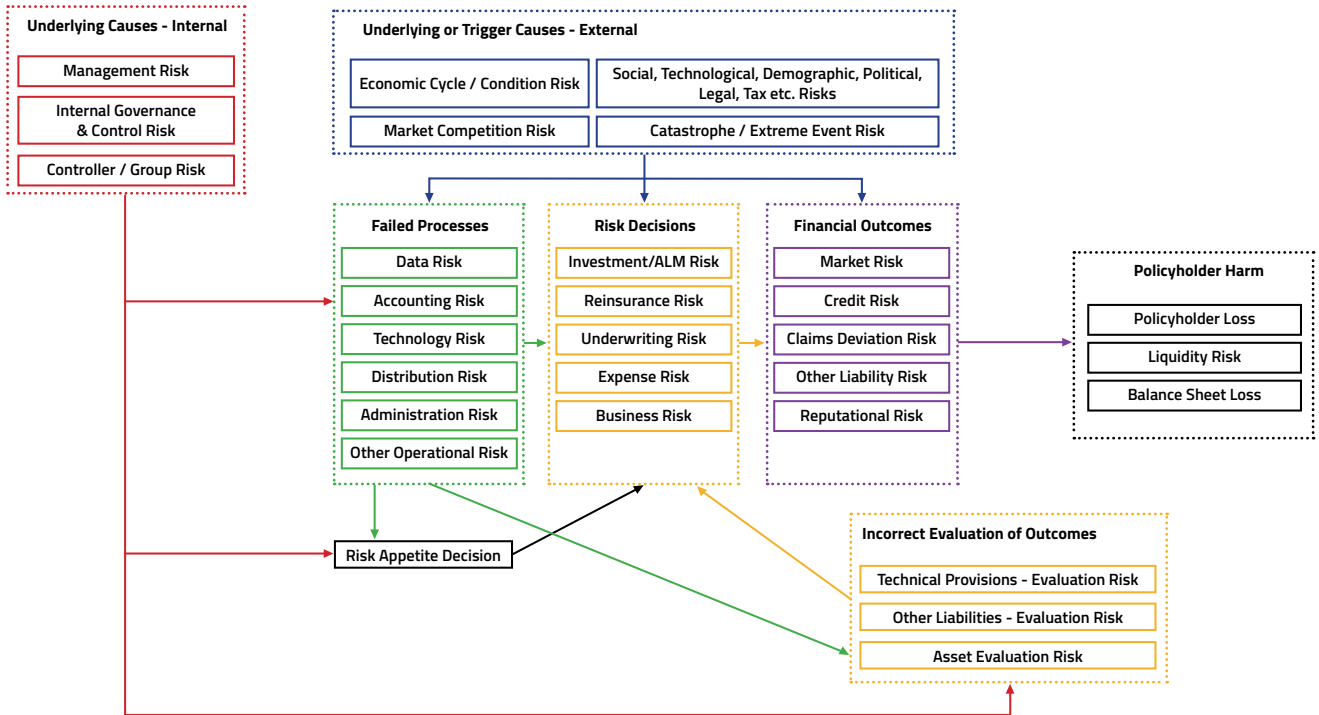 Underlying Causes - Internal
Management Risk
Internal Governance
& Control Risk
Controller / Group Risk
Underlying or Trigger Causes - External
Economic Cycle / Condition Risk
Social, Technological, Demographic, Political,
Legal, Tax etc. Risks
Market Competition Risk
Catastrophe / Extreme Event Risk
Failed Processes
Data Risk
Accounting Risk
Technology Risk
Distribution Risk
Administration Risk
Other Operational Risk
Risk Decisions
Investment/ALM Risk
Reinsurance Risk
Underwriting Risk
Expense Risk
Business Risk
Financial Outcomes
Market Risk
Credit Risk
Claims Deviation Risk
Other Liability Risk
Reputational Risk
Policyholder Harm
Policyholder Loss
Liquidity Risk
Balance Sheet Loss
Risk Appetite Decision
Incorrect Evaluation of Outcomes
Technical Provisions - Evaluation Risk
Other Liabilities - Evaluation Risk
Asset Evaluation Risk